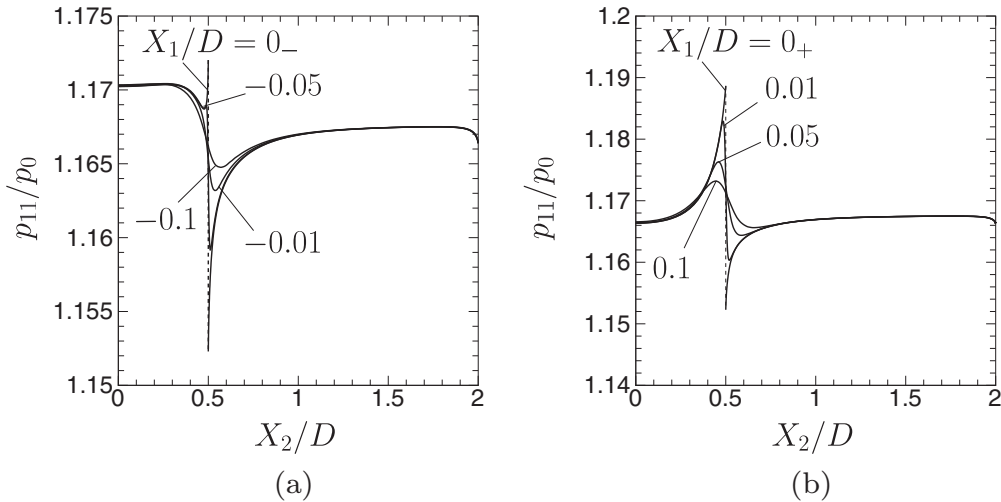 1.175
1.17
1.165
1.16
1.155
1.15
p₁₁/p₀
X₁/D = 0₋
−0.05
−0.1
−0.01
0 0.5 1 1.5 2
X₂/D
(a)
1.2
1.19
1.18
1.17
1.16
1.15
1.14
p₁₁/p₀
X₁/D = 0₊
0.01
0.05
0.1
0 0.5 1 1.5 2
X₂/D
(b)